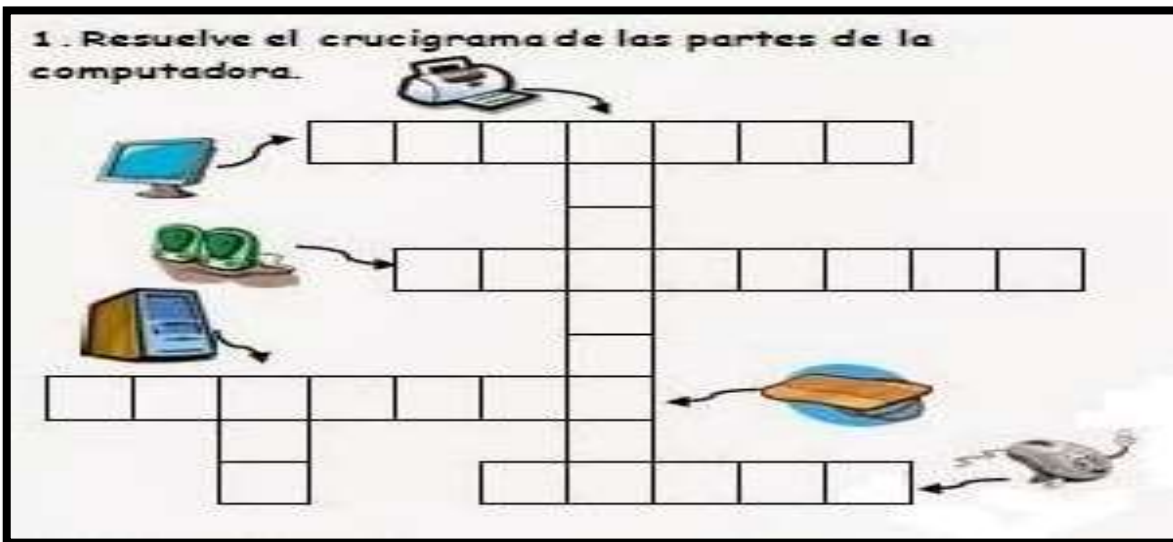 1 . Resuelve el crucigrama de las partes de la
computadora.